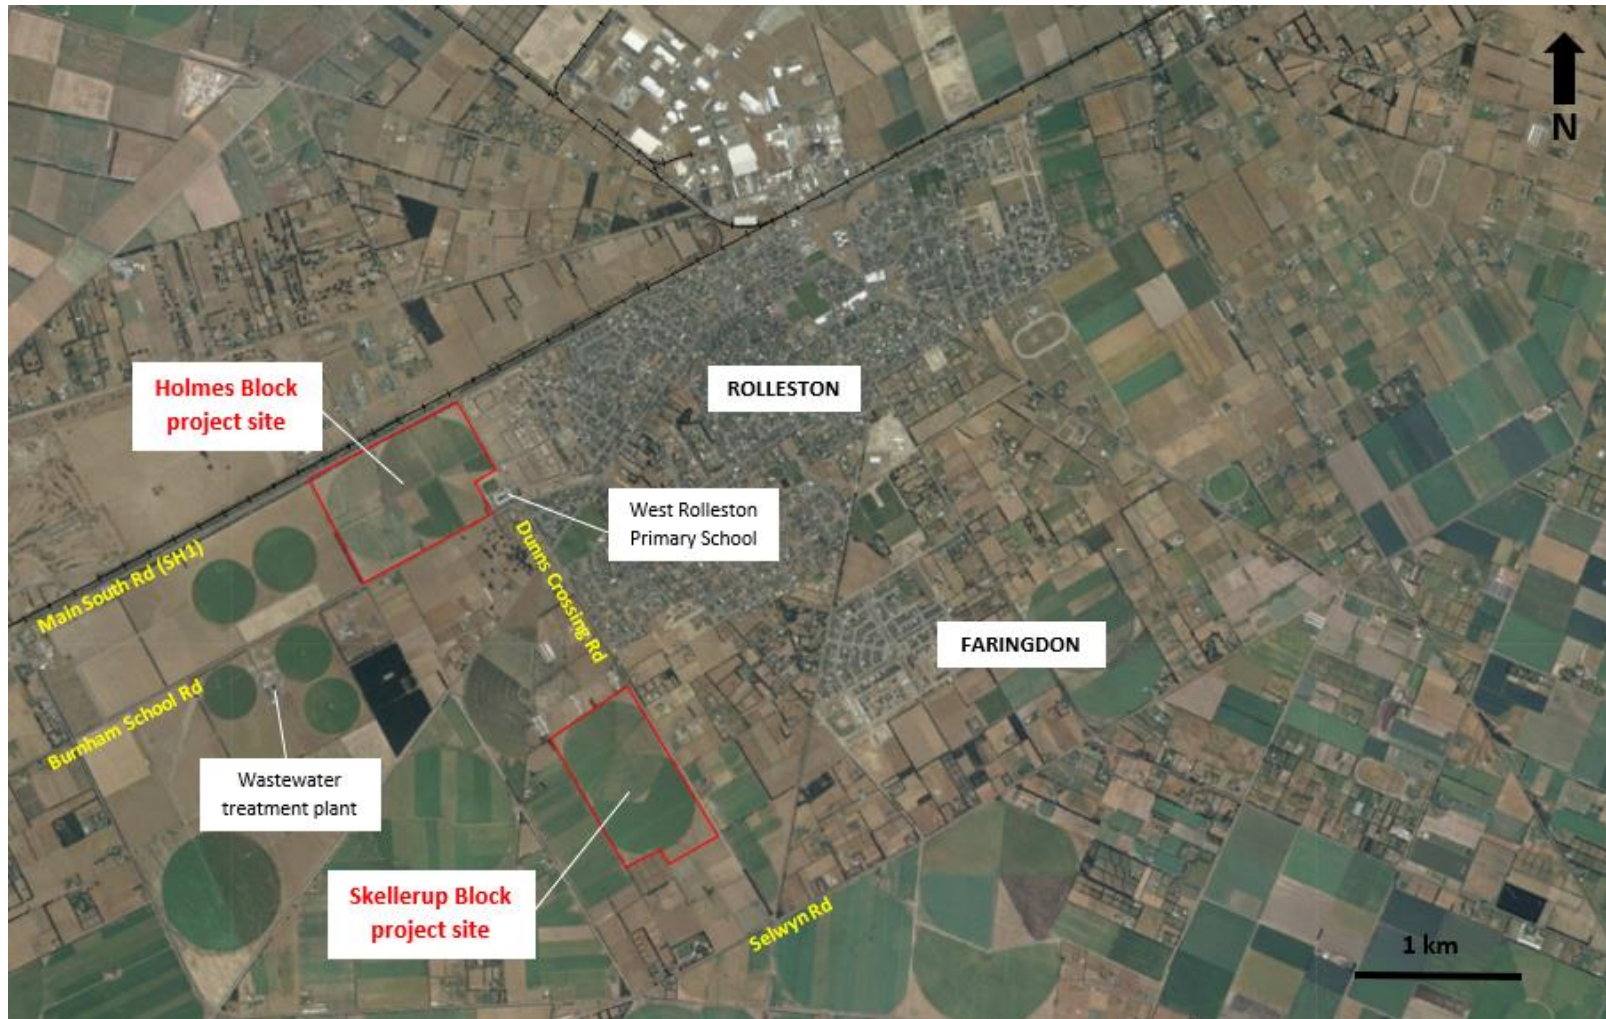 N
Holmes Block
project site
ROLLESTON
West Rolleston
Primary School
Dunns Crossing Rd
Main South Rd (SH1)
FARINGDON
Burnham School Rd
Wastewater
treatment plant
Skellerup Block
project site
Selwyn Rd
1 km